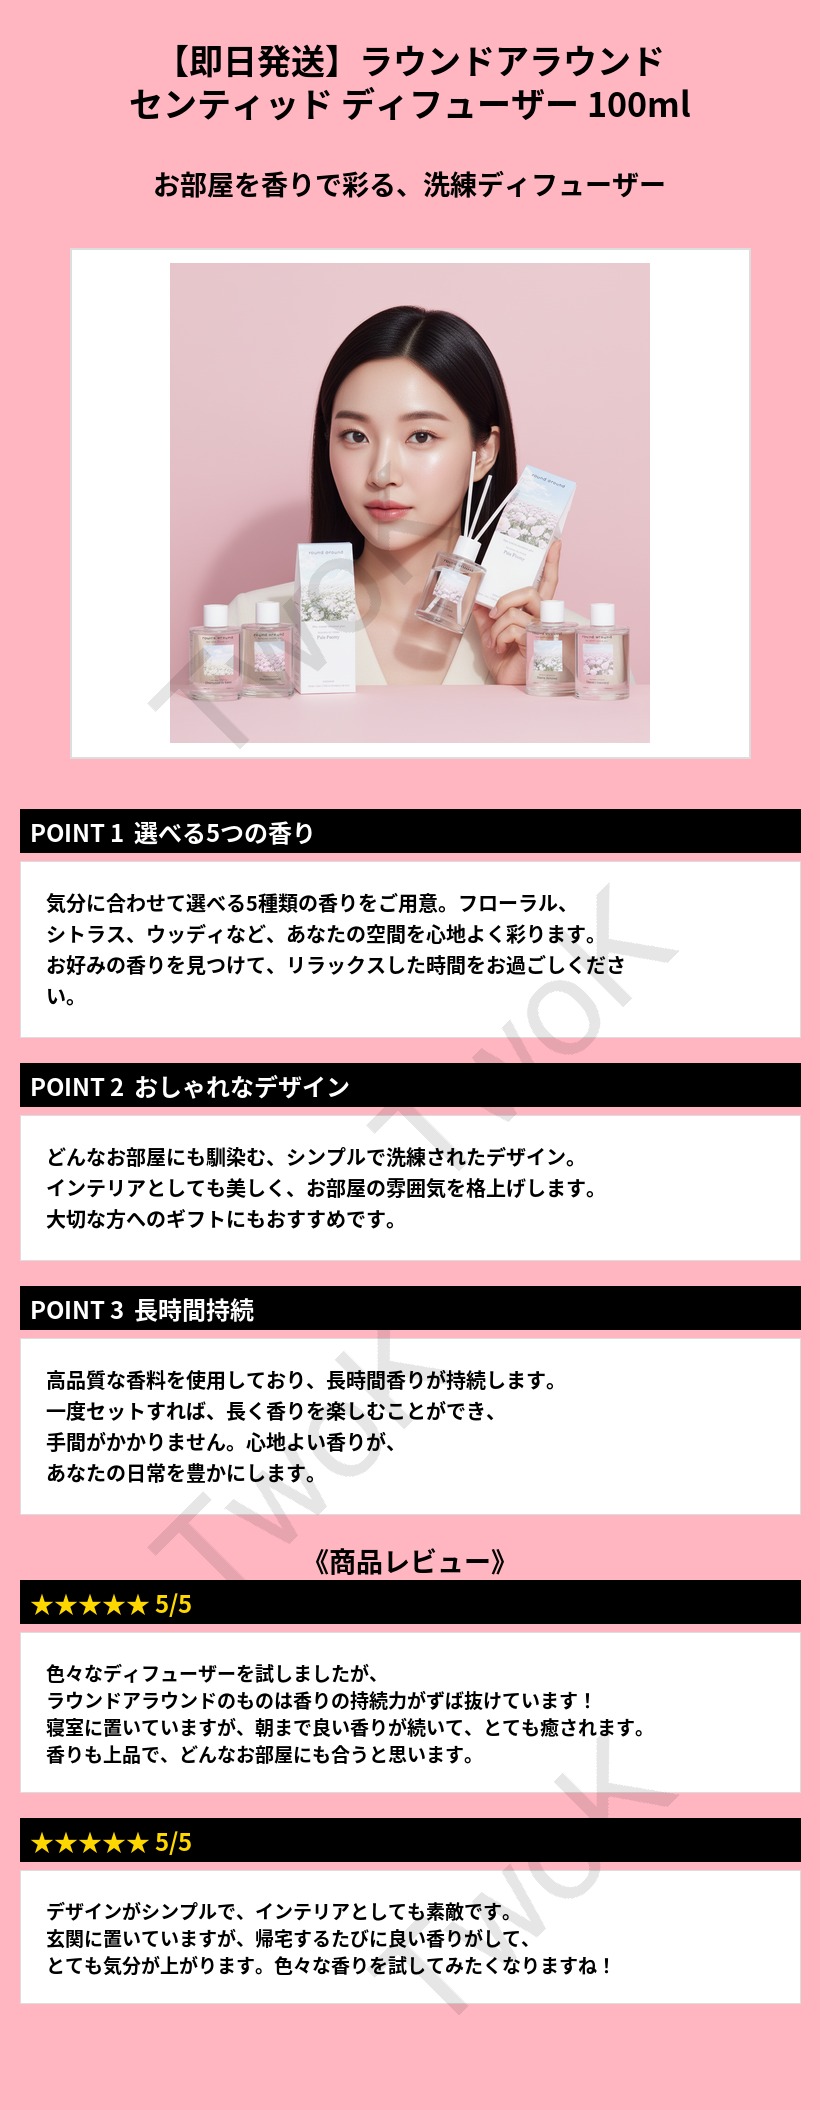 【即日発送】ラウンドアラウンド
センティッド ディフューザー 100ml
お部屋を香りで彩る、洗練ディフューザー
round around
round around
Pink Peony
Pink Peony
round around
round around
round around
round around
TwoK
POINT 1 選べる5つの香り
気分に合わせて選べる5種類の香りをご用意。フローラル、
シトラス、ウッディなど、あなたの空間を心地よく彩ります。
お好みの香りを見つけて、リラックスした時間をお過ごしくださ
い。
TwoK
POINT 2 おしゃれなデザイン
どんなお部屋にも馴染む、シンプルで洗練されたデザイン。
インテリアとしても美しく、お部屋の雰囲気を格上げします。
大切な方へのギフトにもおすすめです。
POINT 3 長時間持続
高品質な香料を使用しており、長時間香りが持続します。
一度セットすれば、長く香りを楽しむことができ、
手間がかかりません。心地よい香りが、
あなたの日常を豊かにします。
TwoK
《商品レビュー》
★★★★★ 5/5
色々なディフューザーを試しましたが、
ラウンドアラウンドのものは香りの持続力がずば抜けています！
寝室に置いていますが、朝まで良い香りが続いて、とても癒されます。
香りも上品で、どんなお部屋にも合うと思います。
TwoK
★★★★★ 5/5
デザインがシンプルで、インテリアとしても素敵です。
玄関に置いていますが、帰宅するたびに良い香りがして、
とても気分が上がります。色々な香りを試してみたくなりますね！